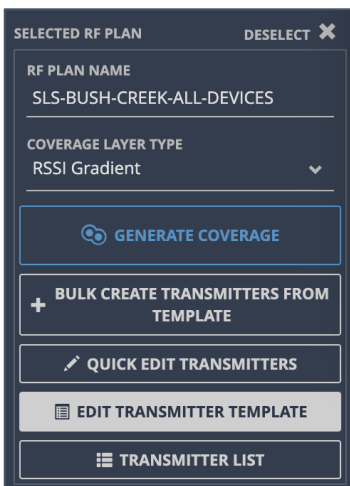 SELECTED RF PLAN DESELECT
RF PLAN NAME
SLS-BUSH-CREEK-ALL-DEVICES
COVERAGE LAYER TYPE
RSSI Gradient
GENERATE COVERAGE
BULK CREATE TRANSMITTERS FROM
TEMPLATE
QUICK EDIT TRANSMITTERS
EDIT TRANSMITTER TEMPLATE
TRANSMITTER LIST